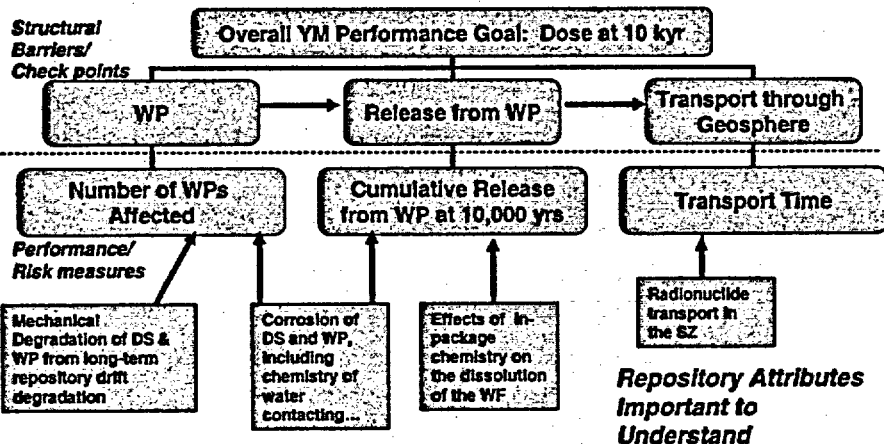 Structural
Barriers/
Check points
Overall YM Performance Goal: Dose at 10 kyr
WP
Release from WP
Transport through
Geosphere
Number of WPs
Affected
Cumulative Release
from WP at 10,000 yrs
Transport Time
Performance/
Risk measures
Mechanical
Degradation of DS &
WP from long-term
repository drift
degradation
Corrosion of
DS and WP,
including
chemistry of
water
contacting...
Effects of in-
package
chemistry on
the dissolution
of the WF
Radionuclide
transport in
the SZ
Repository Attributes
Important to
Understand